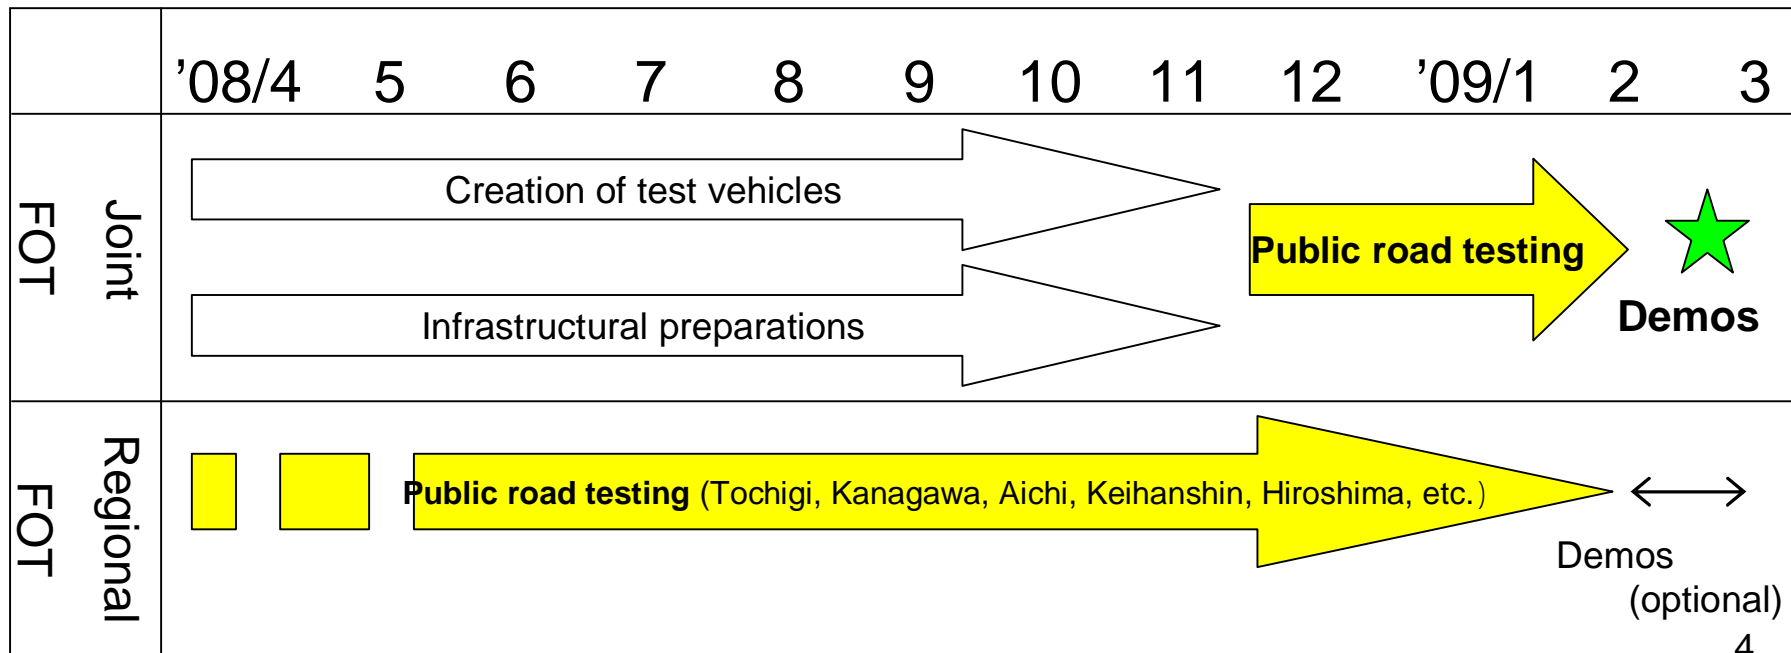 ’08/4 5 6 7 8 9 10 11 12 ’09/1 2 3
Joint
FOT
Creation of test vehicles
Infrastructural preparations
Public road testing
Demos
Regional
FOT
Public road testing (Tochigi, Kanagawa, Aichi, Keihanshin, Hiroshima, etc.)
Demos
(optional)
4